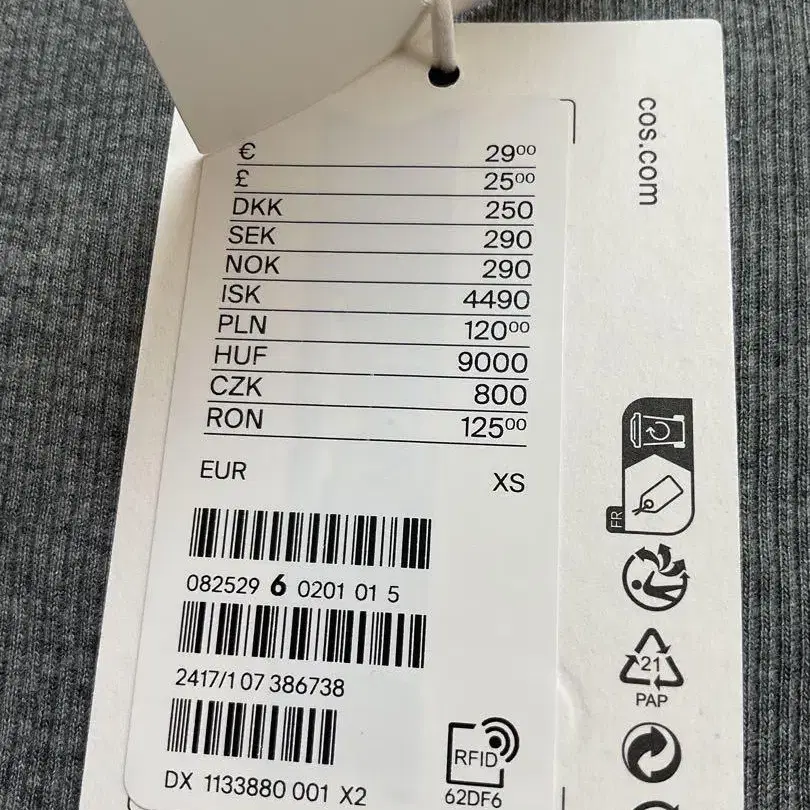 cos.com
€ 29⁰⁰
£ 25⁰⁰
DKK 250
SEK 290
NOK 290
ISK 4490
PLN 120⁰⁰
HUF 9000
CZK 800
RON 125⁰⁰
EUR XS
082529 6 0201 01 5
2417/1 07 386738
DX 1133880 001 X2
RFID
62DF6
FR
21
PAP